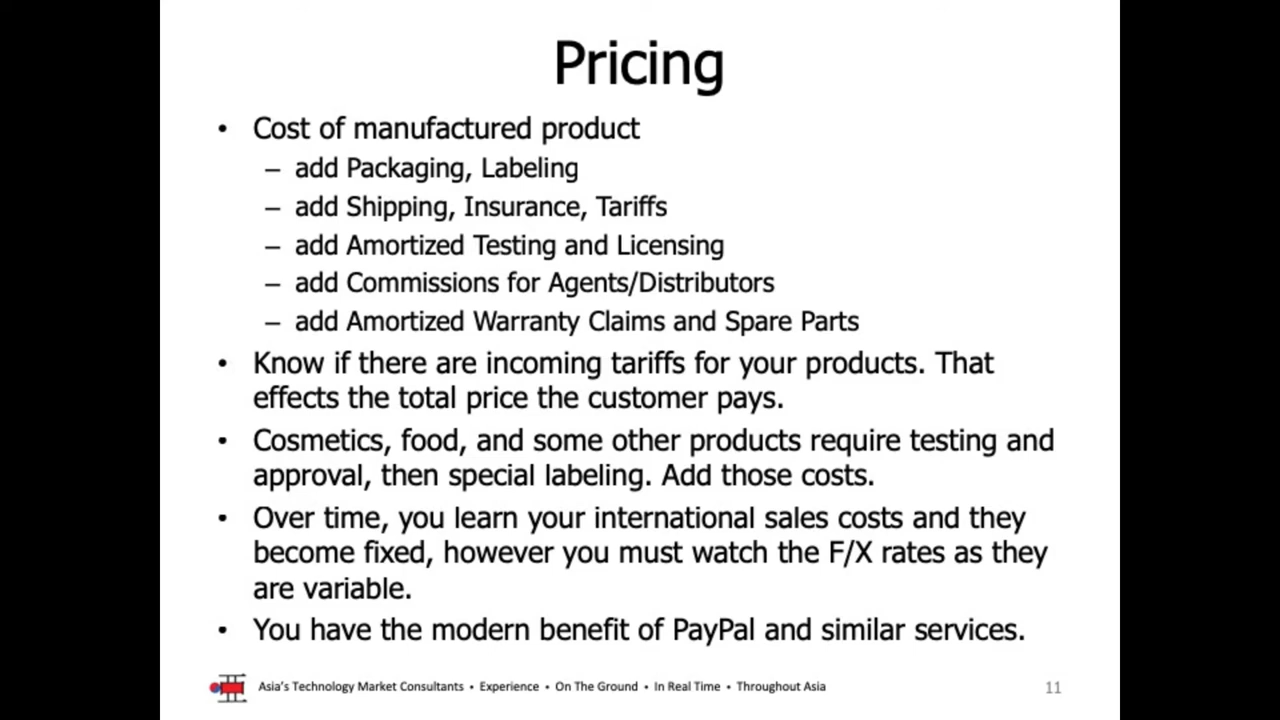 Pricing
• Cost of manufactured product
– add Packaging, Labeling
– add Shipping, Insurance, Tariffs
– add Amortized Testing and Licensing
– add Commissions for Agents/Distributors
– add Amortized Warranty Claims and Spare Parts
• Know if there are incoming tariffs for your products. That
effects the total price the customer pays.
• Cosmetics, food, and some other products require testing and
approval, then special labeling. Add those costs.
• Over time, you learn your international sales costs and they
become fixed, however you must watch the F/X rates as they
are variable.
• You have the modern benefit of PayPal and similar services.
Asia's Technology Market Consultants • Experience • On The Ground • In Real Time • Throughout Asia
11